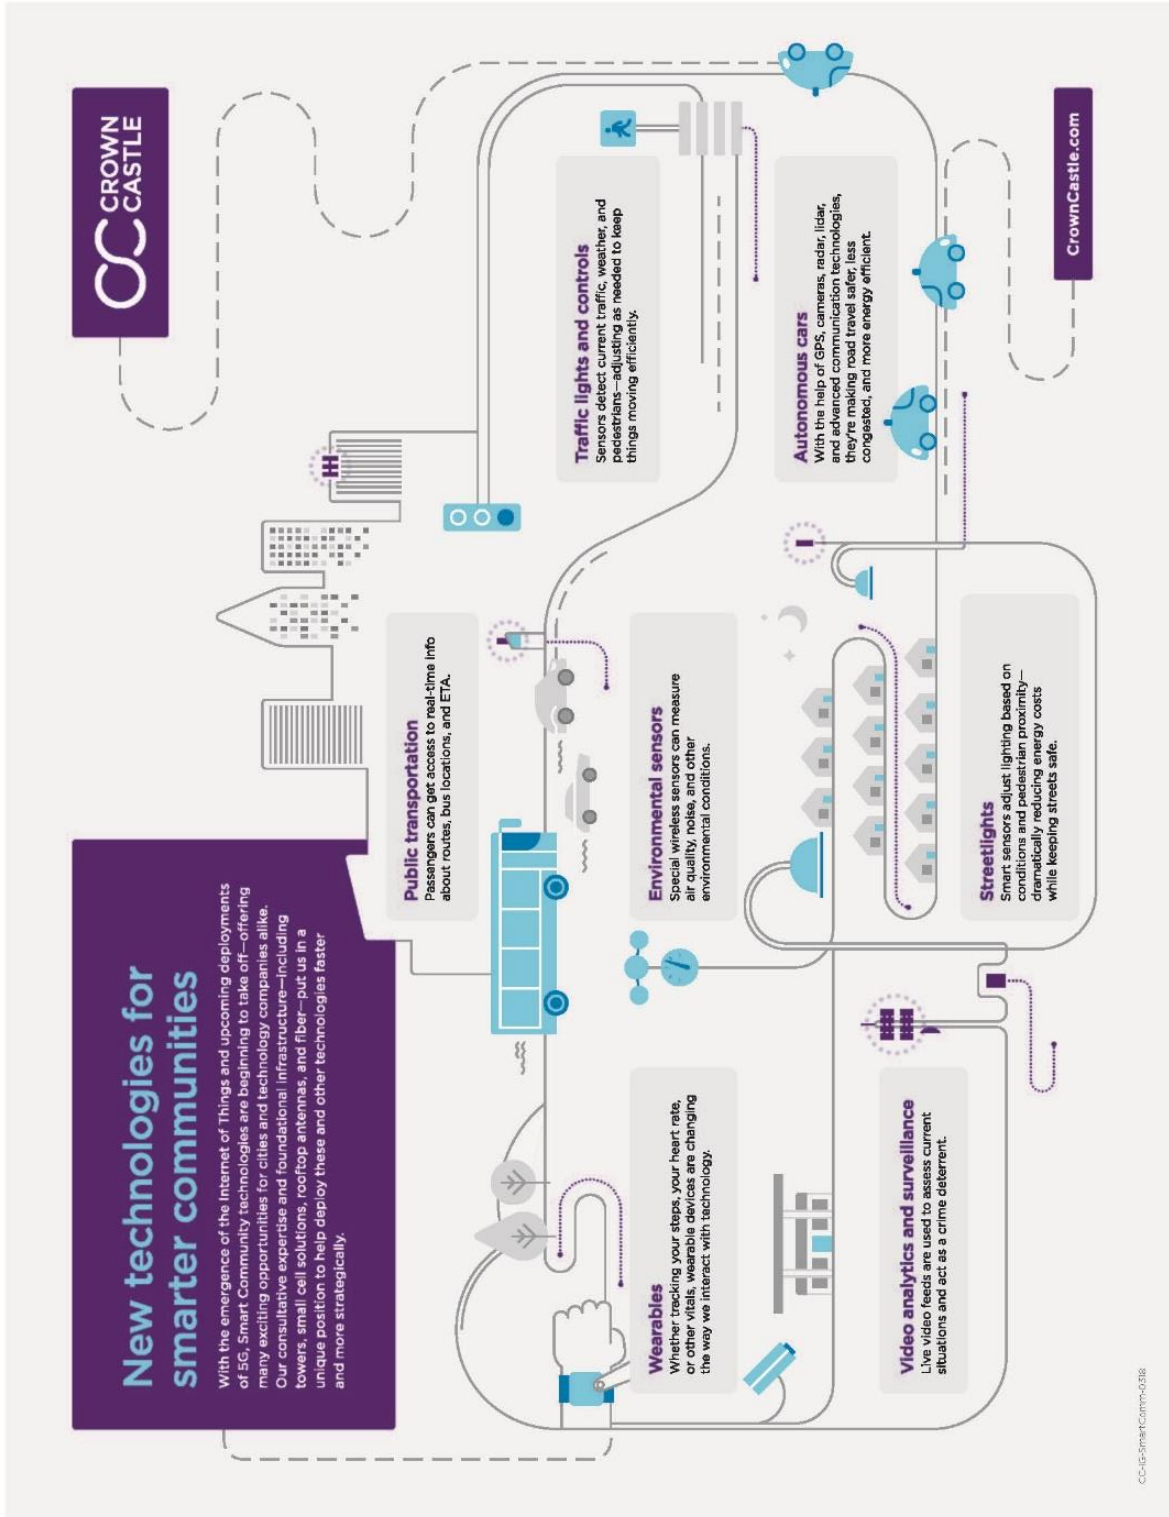 New technologies for
smarter communities
With the emergence of the Internet of Things and upcoming deployments
of 5G, Smart Community technologies are beginning to take off—offering
many exciting opportunities for cities and technology companies alike.
Our consultative expertise and foundational infrastructure—including
towers, small cell solutions, rooftop antennas, and fiber—put us in a
unique position to help deploy these and other technologies faster
and more strategically.
CROWN
CASTLE
Public transportation
Passengers can get access to real-time info
about routes, bus locations, and ETA.
Traffic lights and controls
Sensors detect current traffic, weather, and
pedestrians—adjusting as needed to keep
things moving efficiently.
Wearables
Whether tracking your steps, your heart rate,
or other vitals, wearable devices are changing
the way we interact with technology.
Environmental sensors
Special wireless sensors can measure
air quality, noise, and other
environmental conditions.
Autonomous cars
With the help of GPS, cameras, radar, lidar,
and advanced communication technologies,
they're making road travel safer, less
congested, and more energy efficient.
Video analytics and surveillance
Live video feeds are used to assess current
situations and act as a crime deterrent.
Streetlights
Smart sensors adjust lighting based on
conditions and pedestrian proximity—
dramatically reducing energy costs
while keeping streets safe.
CrownCastle.com
CC-IG-SmartComm-0318